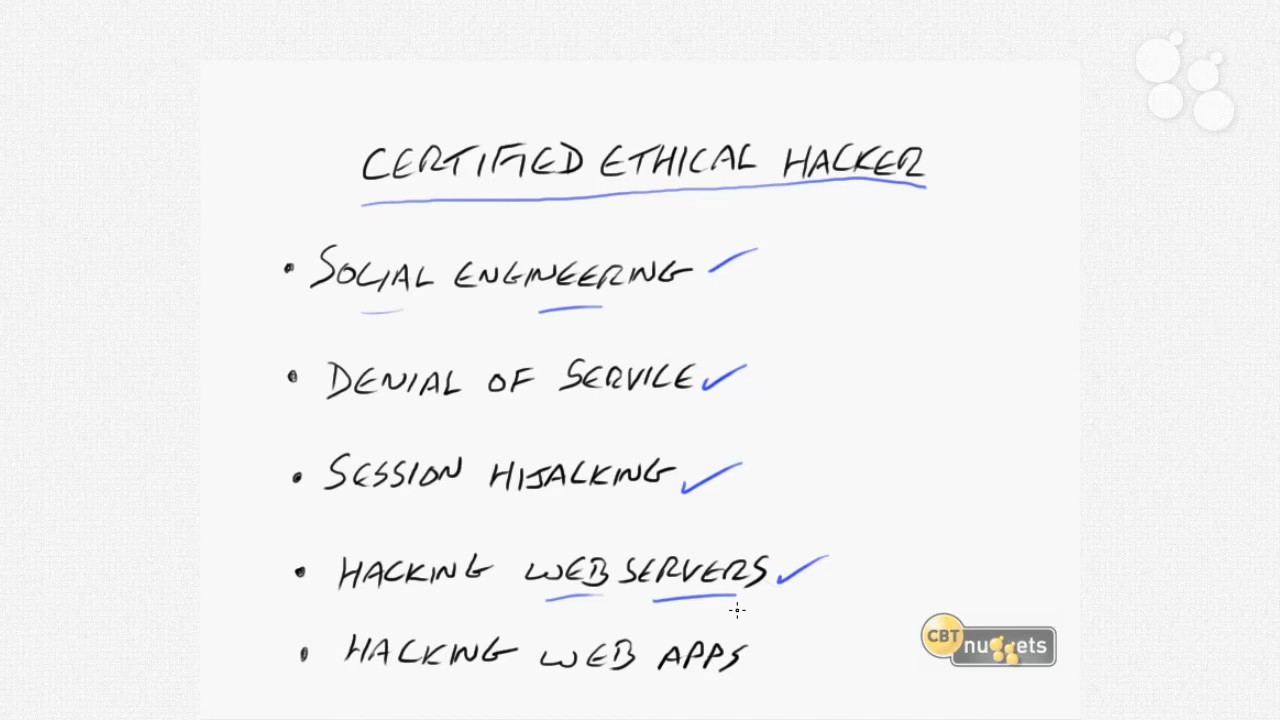 CERTIFIED ETHICAL HACKER
• SOCIAL ENGINEERING ✓
• DENIAL OF SERVICE ✓
• SESSION HIJACKING ✓
• HACKING WEB SERVERS ✓
• HACKING WEB APPS
CBT nuggets